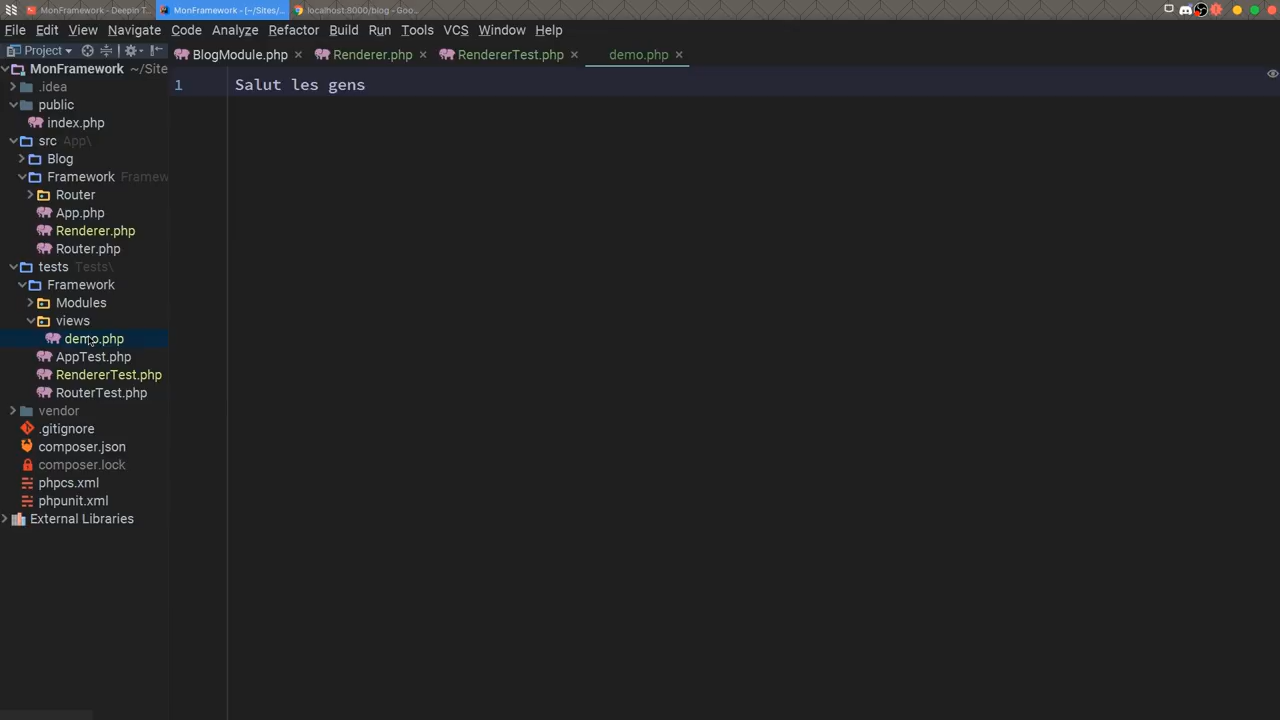 MonFramework - Deepin T...
MonFramework - [~/Sites/...
localhost:8000/blog - Goo...
File Edit View Navigate Code Analyze Refactor Build Run Tools VCS Window Help
Project
BlogModule.php
Renderer.php
RendererTest.php
demo.php
MonFramework ~/Site
.idea
public
index.php
src App\
Blog
Framework Framew
Router
App.php
Renderer.php
Router.php
tests Tests\
Framework
Modules
views
demo.php
AppTest.php
RendererTest.php
RouterTest.php
vendor
.gitignore
composer.json
composer.lock
phpcs.xml
phpunit.xml
External Libraries
1 Salut les gens